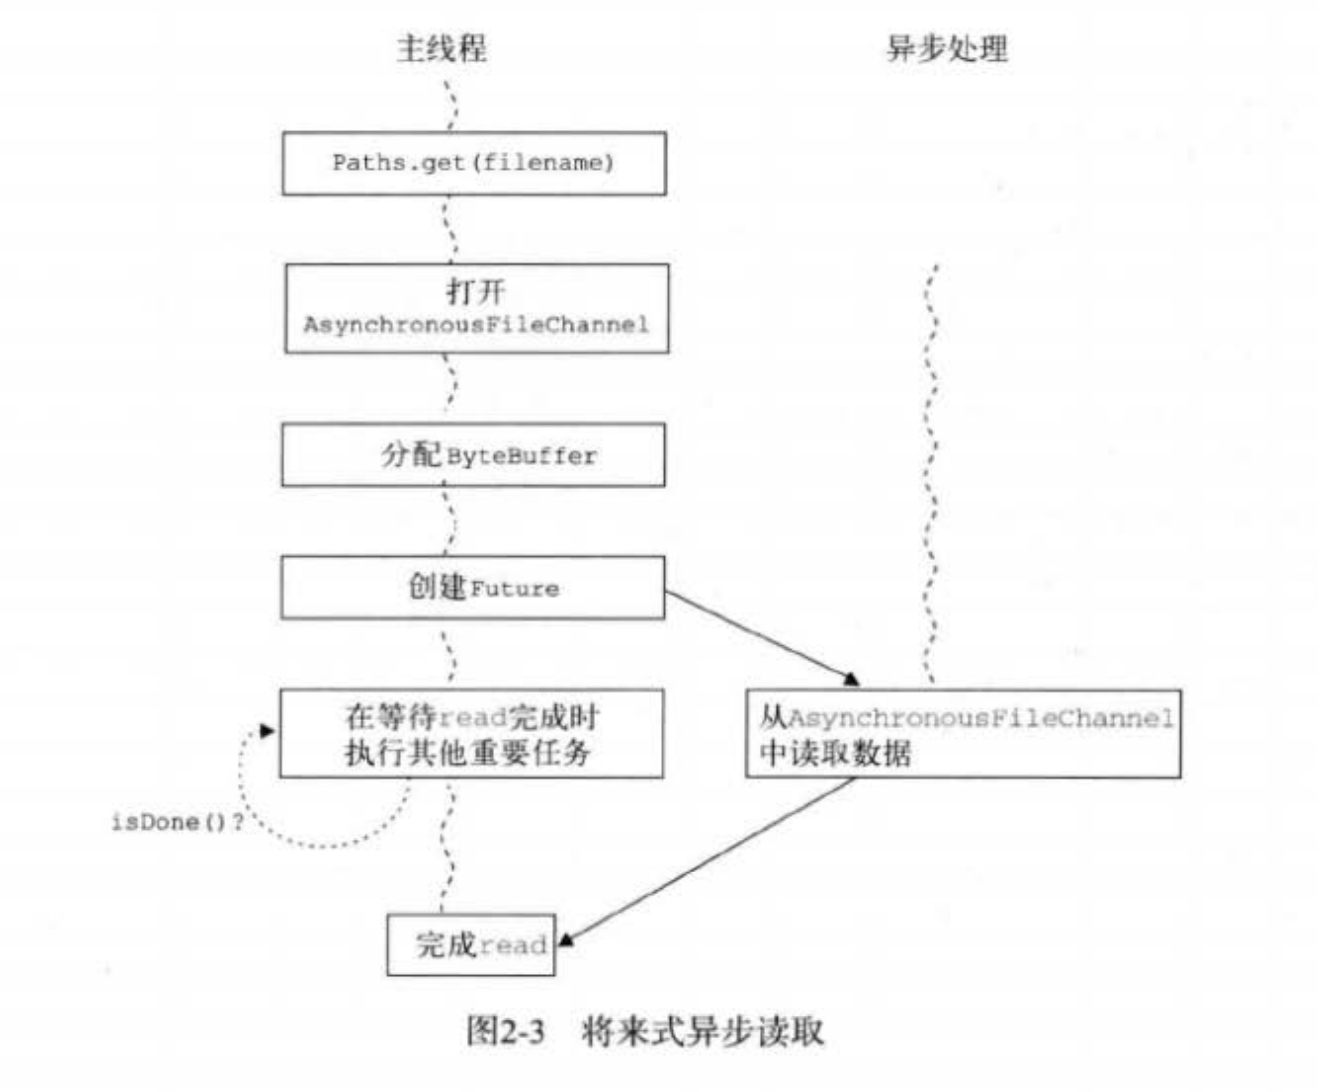 主线程
异步处理
Paths.get(filename)
打开
AsynchronousFileChannel
分配ByteBuffer
创建Future
在等待read完成时
执行其他重要任务
从AsynchronousFileChannel
中读取数据
isDone()?
完成read
图2-3 将来式异步读取